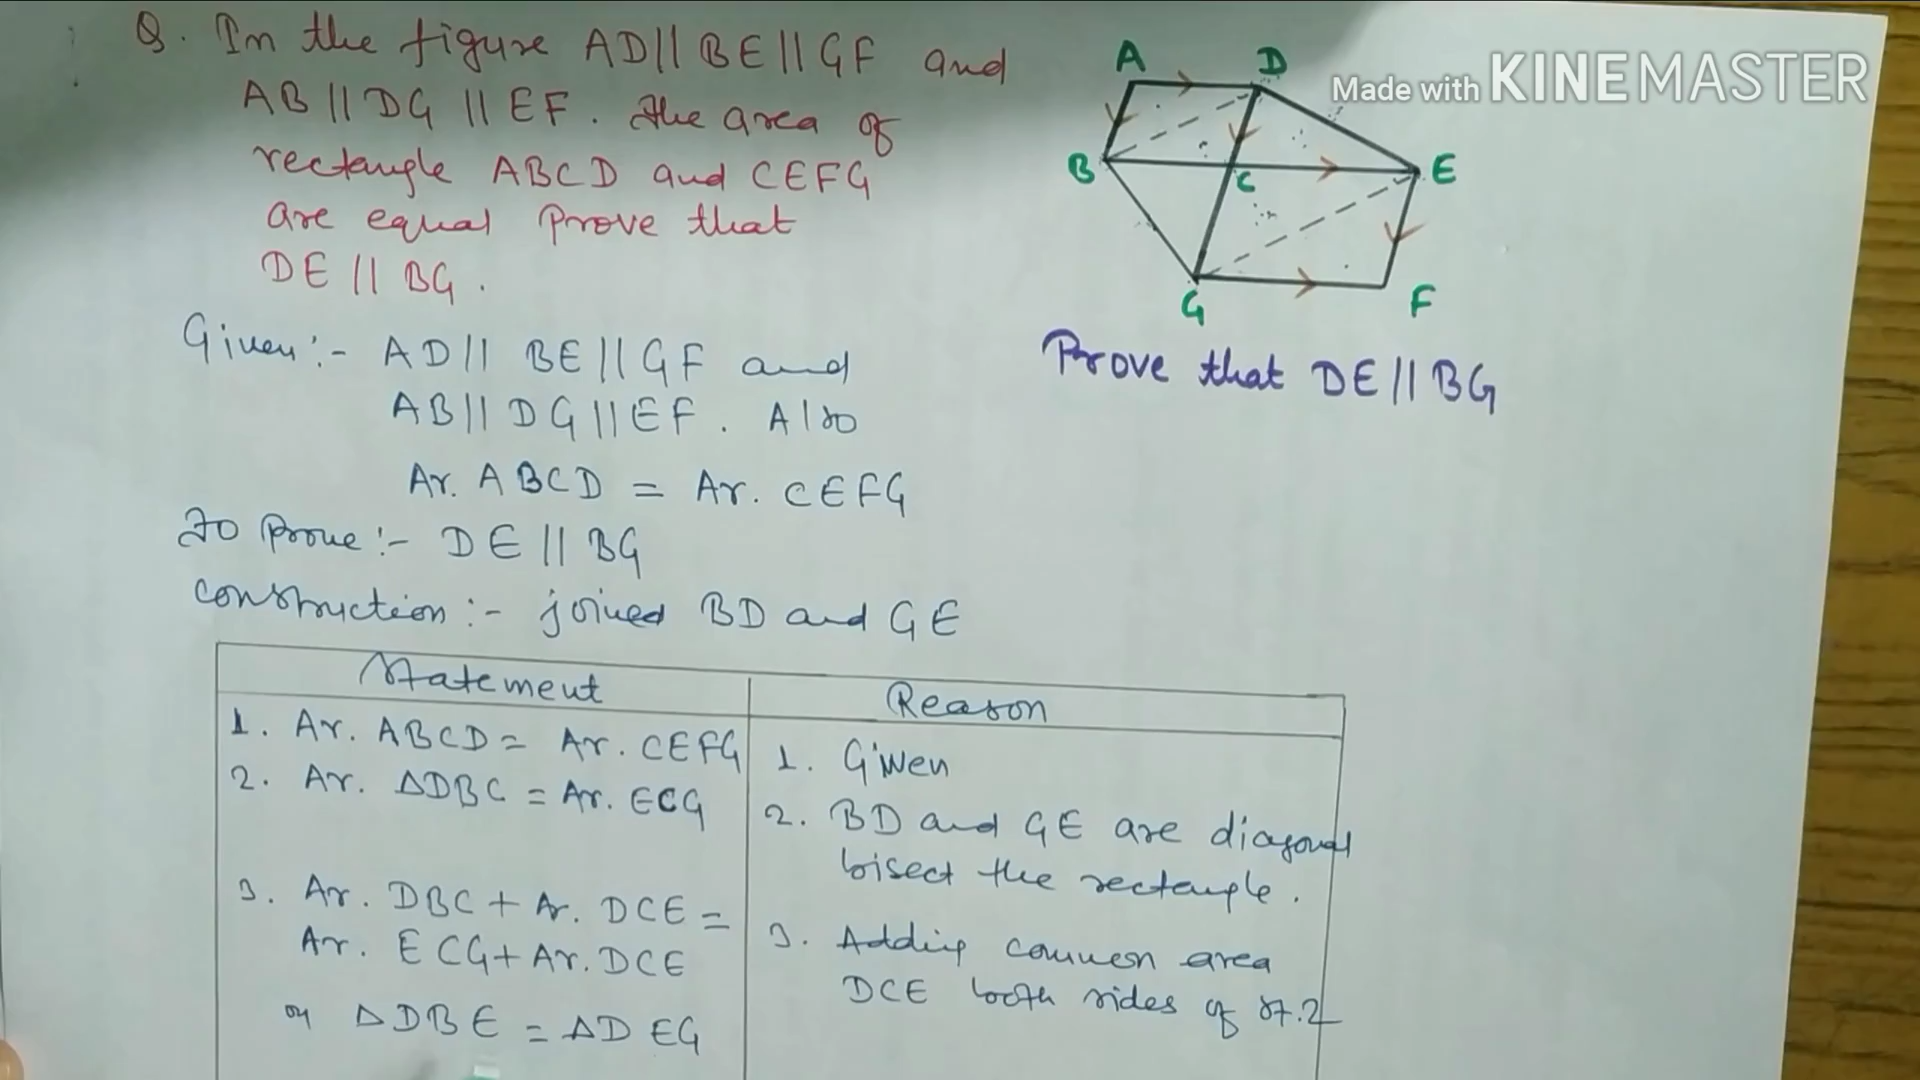 Q. In the figure AD || BE || GF and
AB || DG || EF. The area of
rectangle ABCD and CEFG
are equal Prove that
DE || BG.
A
D
B
C
E
G
F
Made with KINEMASTER
Prove that DE || BG
Given:- AD || BE || GF and
AB || DG || EF. Also
Ar. ABCD = Ar. CEFG
To Prove:- DE || BG
Construction:- joined BD and GE
Statement
Reason
1. Ar. ABCD = Ar. CEFG
1. Given
2. Ar. ΔDBC = Ar. ECG
2. BD and GE are diagonal
bisect the rectangle.
3. Ar. DBC + Ar. DCE =
Ar. ECG + Ar. DCE
3. Adding common area
DCE both sides of st. 2
or ΔDBE = ΔDEG